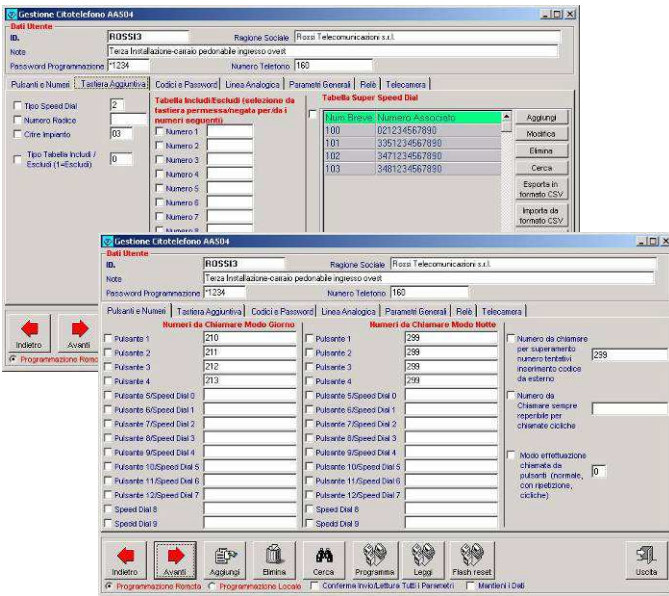 Gestione Citotelefono AAS04
Dati Utente
ID. ROSSI3 Ragione Sociale Rozzi Telecomunicazioni s.r.l.
Note Terza Installazione-carraio pedonabile ingresso ovest
Password Programmazione *1234 Numero Telefono 160
Pulsanti e Numeri Tastiera Aggiuntiva Codici e Password Linea Analogica Parametri Generali Relè Telecamera
Tipo Speed Dial 2
Numero Radice
Cifre Impianto 03
Tipo Tabella Includi /
Escludi (1=Escludi) 0
Tabella Includi/Escludi (selezione da
tastiera permessa/negata per/da i
numeri seguenti)
Numero 1
Numero 2
Numero 3
Numero 4
Numero 5
Numero 6
Numero 7
Numero 8
Tabella Super Speed Dial
Num Breve Numero Associato
100 021234567890
101 3351234567890
102 3471234567890
103 3481234567890
Aggiungi
Modifica
Elimina
Cerca
Esporta in
formato CSV
Importa da
formato CSV
Indietro Avanti
Programmazione Remo
Gestione Citotelefono AAS04
Dati Utente
ID. ROSSI3 Ragione Sociale Rozzi Telecomunicazioni s.r.l.
Note Terza Installazione-carraio pedonabile ingresso ovest
Password Programmazione *1234 Numero Telefono 160
Pulsanti e Numeri Tastiera Aggiuntiva Codici e Password Linea Analogica Parametri Generali Relè Telecamera
Numeri da Chiamare Modo Giorno
Pulsante 1 210
Pulsante 2 211
Pulsante 3 212
Pulsante 4 213
Pulsante 5/Speed Dial 0
Pulsante 6/Speed Dial 1
Pulsante 7/Speed Dial 2
Pulsante 8/Speed Dial 3
Pulsante 9/Speed Dial 4
Pulsante 10/Speed Dial 5
Pulsante 11/Speed Dial 6
Pulsante 12/Speed Dial 7
Speed Dial 8
Speed Dial 9
Numeri da Chiamare Modo Notte
Pulsante 1 299
Pulsante 2 299
Pulsante 3 299
Pulsante 4 299
Pulsante 5/Speed Dial 0
Pulsante 6/Speed Dial 1
Pulsante 7/Speed Dial 2
Pulsante 8/Speed Dial 3
Pulsante 9/Speed Dial 4
Pulsante 10/Speed Dial 5
Pulsante 11/Speed Dial 6
Pulsante 12/Speed Dial 7
Speed Dial 8
Speed Dial 9
Numero da chiamare
per superamento
numero tentativi
inserimento codice
da esterno 299
Numero da
Chiamare sempre
reperibile per
chiamate cicliche
Modo effettuazione
chiamata da
pulsanti (normale,
con ripetizione,
cicliche) 0
Indietro Avanti Aggiungi Elimina Cerca Programma Leggi Flash reset Uscita
Programmazione Remota Programmazione Locale Conferma Invio/Lettura Tutti i Parametri Mantieni i Dati